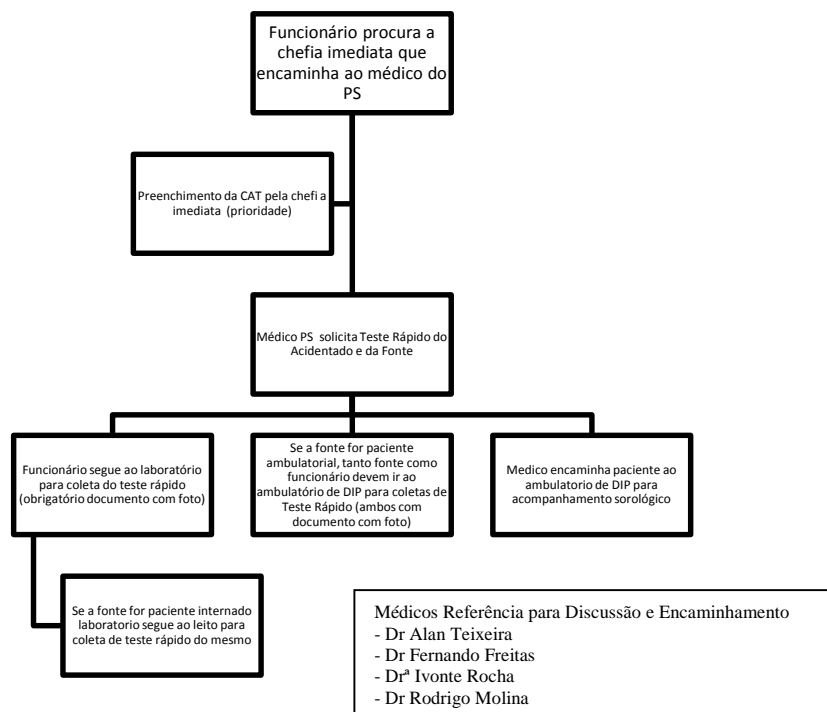 Funcionário procura a
chefia imediata que
encaminha ao médico do
PS
Preenchimento da CAT pela chefi a
imediata (prioridade)
Médico PS solicita Teste Rápido do
Acidentado e da Fonte
Funcionário segue ao laboratório
para coleta do teste rápido
(obrigatório documento com foto)
Se a fonte for paciente
ambulatorial, tanto fonte como
funcionário devem ir ao
ambulatório de DIP para coletas de
Teste Rápido (ambos com
documento com foto)
Medico encaminha paciente ao
ambulatorio de DIP para
acompanhamento sorológico
Se a fonte for paciente internado
laboratorio segue ao leito para
coleta de teste rápido do mesmo
Médicos Referência para Discussão e Encaminhamento
- Dr Alan Teixeira
- Dr Fernando Freitas
- Drª Ivonte Rocha
- Dr Rodrigo Molina